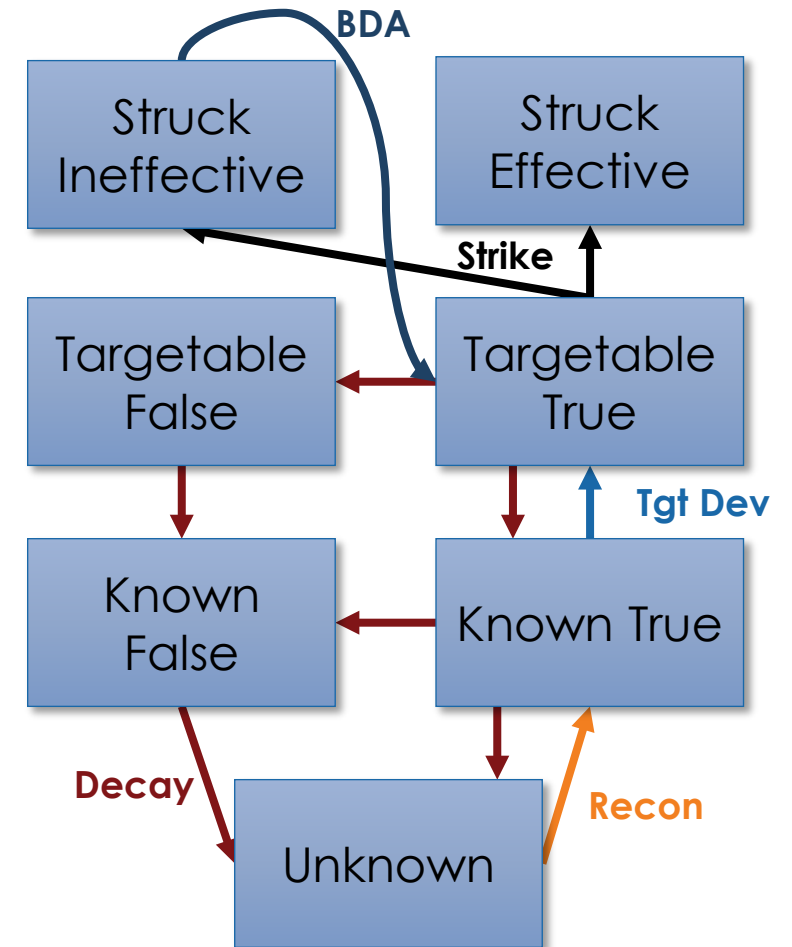 BDA
Struck
Ineffective
Struck
Effective
Strike
Targetable
False
Targetable
True
Tgt Dev
Known
False
Known True
Decay
Recon
Unknown